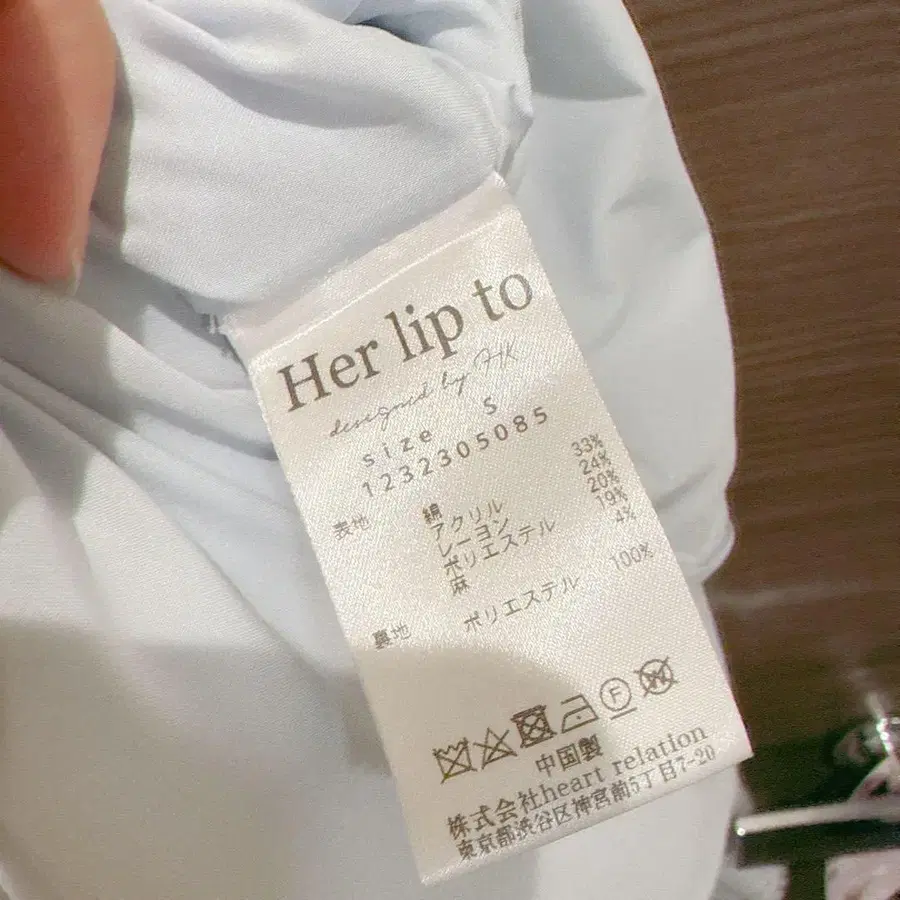 Her lip to
designed by HK
size S
1232305085
表地 綿 33%
アクリル 24%
レーヨン 20%
ポリエステル 19%
麻 4%
裏地 ポリエステル 100%
F W
中国製
株式会社heart relation
東京都渋谷区神宮前5丁目7-20